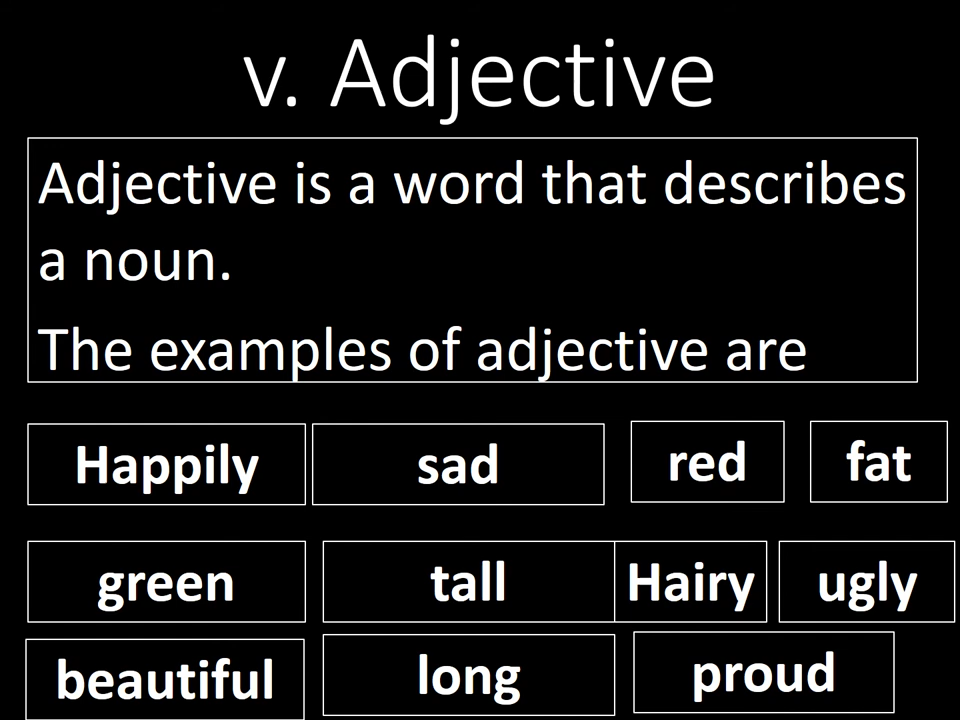 v. Adjective
Adjective is a word that describes
a noun.
The examples of adjective are
Happily sad red fat
green tall Hairy ugly
beautiful long proud